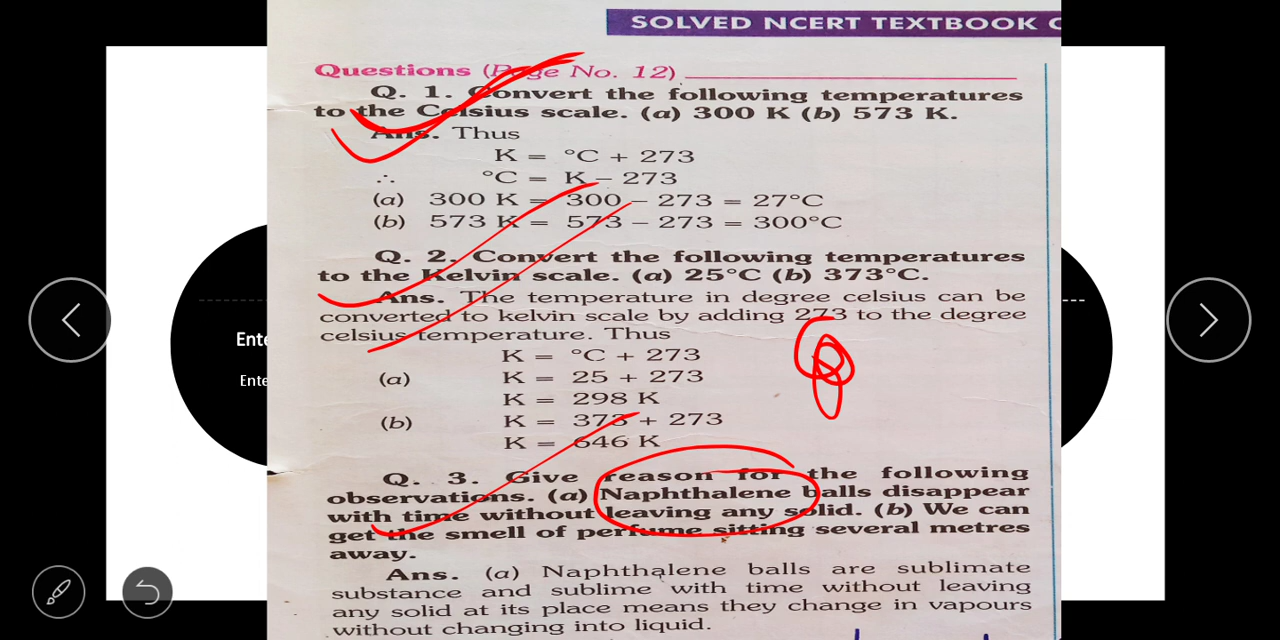 SOLVED NCERT TEXTBOOK
Questions (Page No. 12)
Q. 1. Convert the following temperatures
to the Celsius scale. (a) 300 K (b) 573 K.
Ans. Thus
K = °C + 273
∴ °C = K – 273
(a) 300 K = 300 – 273 = 27°C
(b) 573 K = 573 – 273 = 300°C
Q. 2. Convert the following temperatures
to the Kelvin scale. (a) 25°C (b) 373°C.
Ans. The temperature in degree celsius can be
converted to kelvin scale by adding 273 to the degree
celsius temperature. Thus
K = °C + 273
(a) K = 25 + 273
K = 298 K
(b) K = 373 + 273
K = 646 K
Q. 3. Give reason for the following
observations. (a) Naphthalene balls disappear
with time without leaving any solid. (b) We can
get the smell of perfume sitting several metres
away.
Ans. (a) Naphthalene balls are sublimate
substance and sublime with time without leaving
any solid at its place means they change in vapours
without changing into liquid.
Ente
Ente